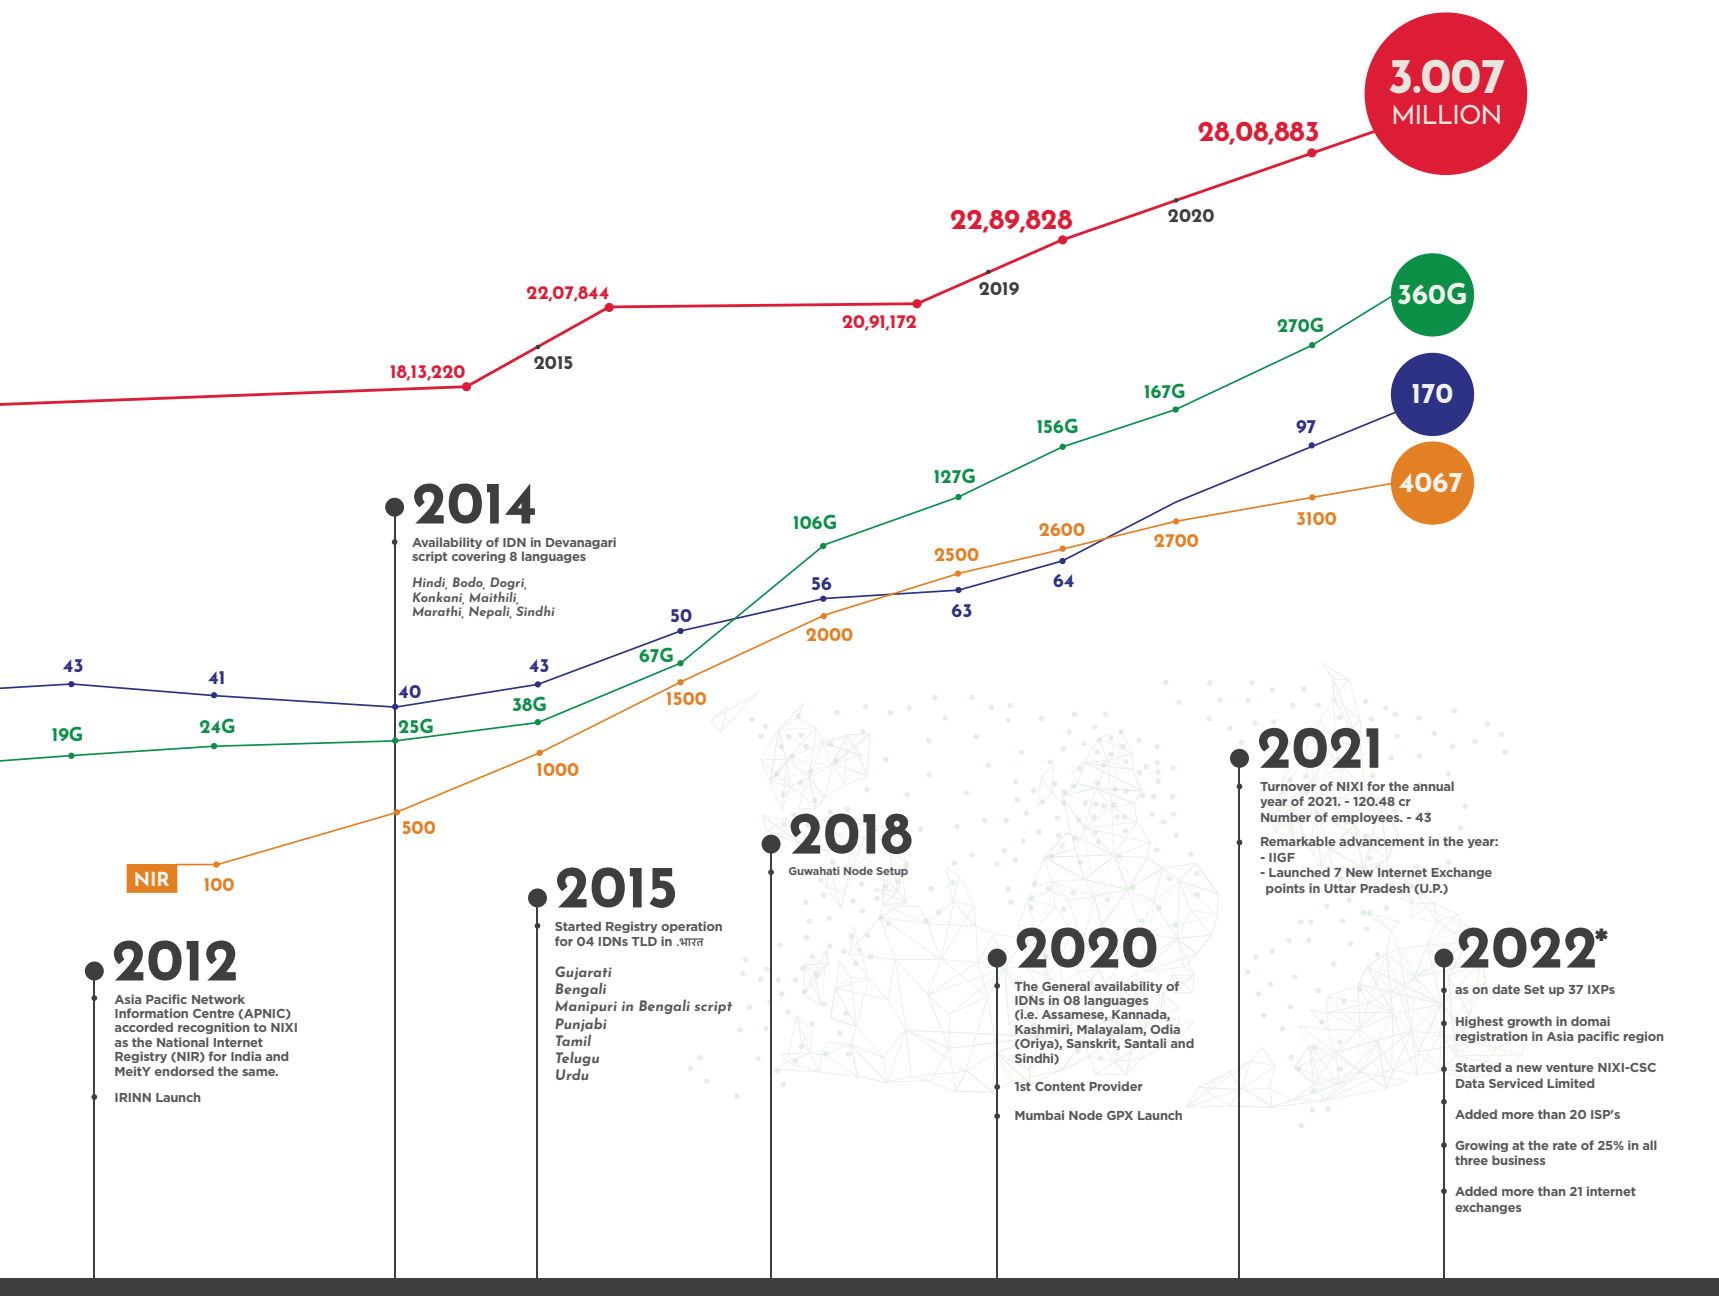 3.007
MILLION
28,08,883
22,89,828
2020
2019
22,07,844
20,91,172
2015
18,13,220
360G
270G
167G
156G
127G
106G
67G
38G
25G
24G
19G
170
97
64
63
56
50
43
40
41
43
4067
3100
2700
2600
2500
2000
1500
1000
500
NIR
100
2012
Asia Pacific Network
Information Centre (APNIC)
accorded recognition to NIXI
as the National Internet
Registry (NIR) for India and
MeitY endorsed the same.
IRINN Launch
2014
Availability of IDN in Devanagari
script covering 8 languages
Hindi, Bodo, Dogri,
Konkani, Maithili,
Marathi, Nepali, Sindhi
2015
Started Registry operation
for 04 IDNs TLD in .भारत
Gujarati
Bengali
Manipuri in Bengali script
Punjabi
Tamil
Telugu
Urdu
2018
Guwahati Node Setup
2020
The General availability of
IDNs in 08 languages
(i.e. Assamese, Kannada,
Kashmiri, Malayalam, Odia
(Oriya), Sanskrit, Santali and
Sindhi)
1st Content Provider
Mumbai Node GPX Launch
2021
Turnover of NIXI for the annual
year of 2021. - 120.48 cr
Number of employees. - 43
Remarkable advancement in the year:
- IIGF
- Launched 7 New Internet Exchange
points in Uttar Pradesh (U.P.)
2022*
as on date Set up 37 IXPs
Highest growth in domai
registration in Asia pacific region
Started a new venture NIXI-CSC
Data Serviced Limited
Added more than 20 ISP's
Growing at the rate of 25% in all
three business
Added more than 21 internet
exchanges